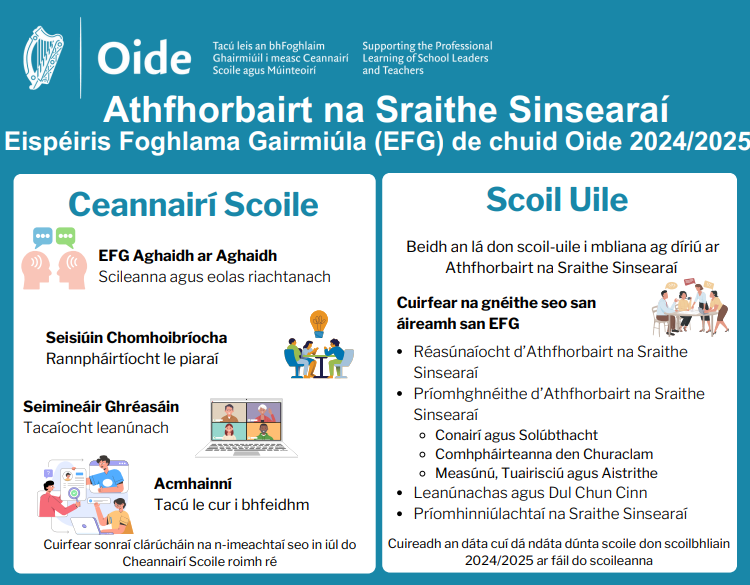 Oide
Tacú leis an bhFoghlaim
Ghairmiúil i measc Ceannairí
Scoile agus Múinteoirí
Supporting the Professional
Learning of School Leaders
and Teachers
Athfhorbairt na Sraithe Sinsearaí
Eispéiris Foghlama Gairmiúla (EFG) de chuid Oide 2024/2025
Ceannairí Scoile
EFG Aghaidh ar Aghaidh
Scileanna agus eolas riachtanach
Seisiúin Chomhoibríocha
Rannpháirtíocht le piaraí
Seimineáir Ghréasáin
Tacaíocht leanúnach
Acmhainní
Tacú le cur i bhfeidhm
Cuirfear sonraí clárúcháin na n-imeachtaí seo in iúl do
Cheannairí Scoile roimh ré
Scoil Uile
Beidh an lá don scoil-uile i mbliana ag díriú ar
Athfhorbairt na Sraithe Sinsearaí
Cuirfear na gnéithe seo san
áireamh san EFG
• Réasúnaíocht d'Athfhorbairt na Sraithe
Sinsearaí
• Príomhghnéithe d'Athfhorbairt na Sraithe
Sinsearaí
◦ Conairí agus Solúbthacht
◦ Comhpháirteanna den Churaclam
◦ Measúnú, Tuairisciú agus Aistrithe
• Leanúnachas agus Dul Chun Cinn
• Príomhinniúlachtaí na Sraithe Sinsearaí
Cuireadh an dáta cuí dá ndáta dúnta scoile don scoilbhliain
2024/2025 ar fáil do scoileanna